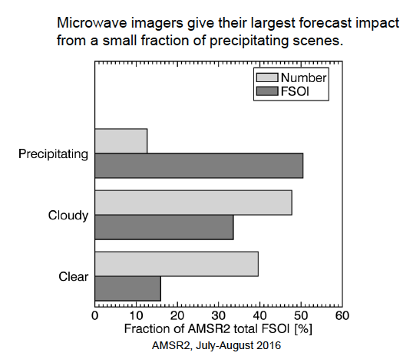 Microwave imagers give their largest forecast impact
from a small fraction of precipitating scenes.
Number
FSOI
Precipitating
Cloudy
Clear
0 10 20 30 40 50 60
Fraction of AMSR2 total FSOI [%]
AMSR2, July-August 2016